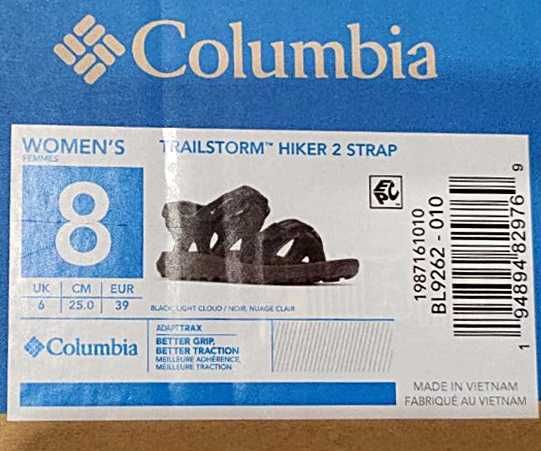 Columbia
WOMEN'S
FEMMES
TRAILSTORM™ HIKER 2 STRAP
8
UK CM EUR
6 25.0 39
BLACK, LIGHT CLOUD / NOIR, NUAGE CLAIR
Columbia
ADAPTTRAX
BETTER GRIP,
BETTER TRACTION
MEILLEURE ADHÉRENCE,
MEILLEURE TRACTION
1987161010
BL9262 - 010
1 94894 82976 9
MADE IN VIETNAM
FABRIQUÉ AU VIETNAM